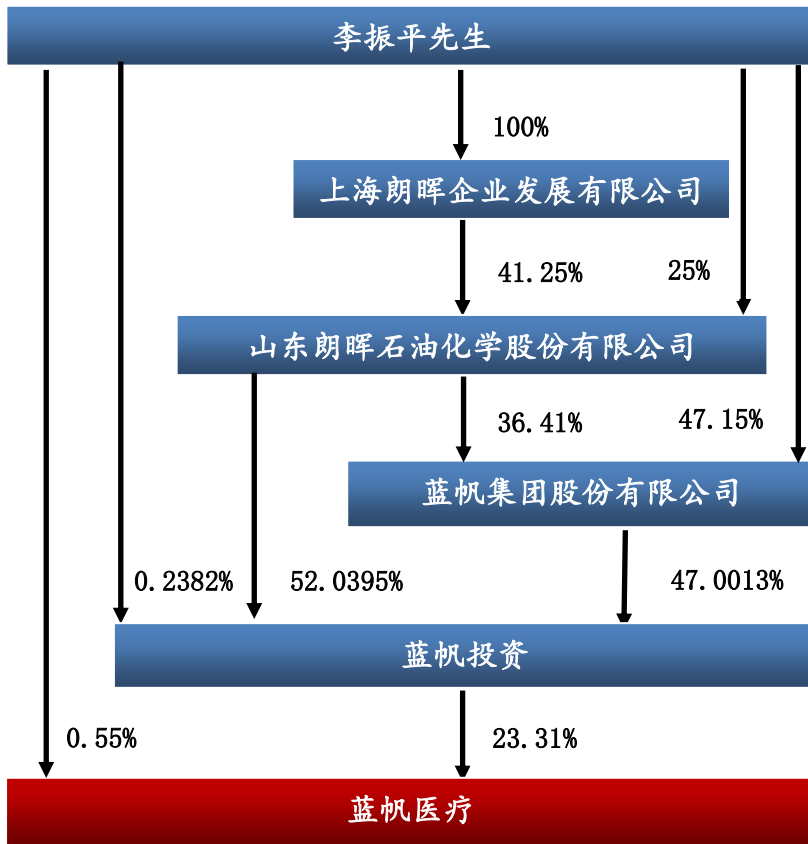 李振平先生
100%
上海朗晖企业发展有限公司
41.25%
25%
山东朗晖石油化学股份有限公司
36.41%
47.15%
蓝帆集团股份有限公司
0.2382%
52.0395%
47.0013%
蓝帆投资
0.55%
23.31%
蓝帆医疗